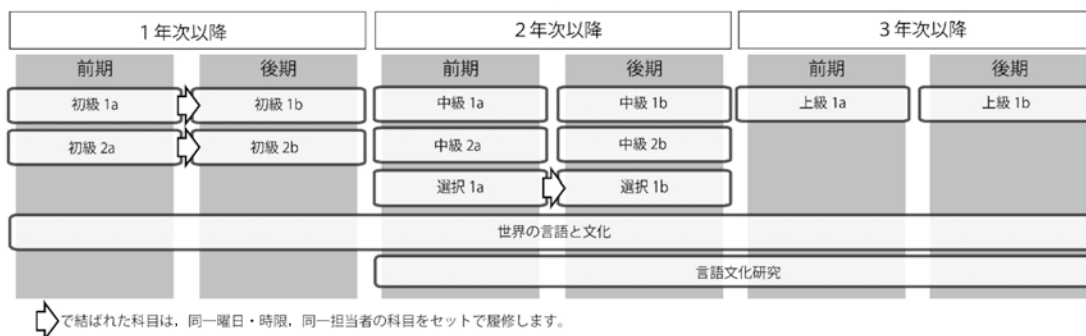 1年次以降 2年次以降 3年次以降
前期 後期 前期 後期 前期 後期
初級 1a 初級 1b 中級 1a 中級 1b 上級 1a 上級 1b
初級 2a 初級 2b 中級 2a 中級 2b
選択 1a 選択 1b
世界の言語と文化
言語文化研究
で結ばれた科目は，同一曜日・時限，同一担当者の科目をセットで履修します。